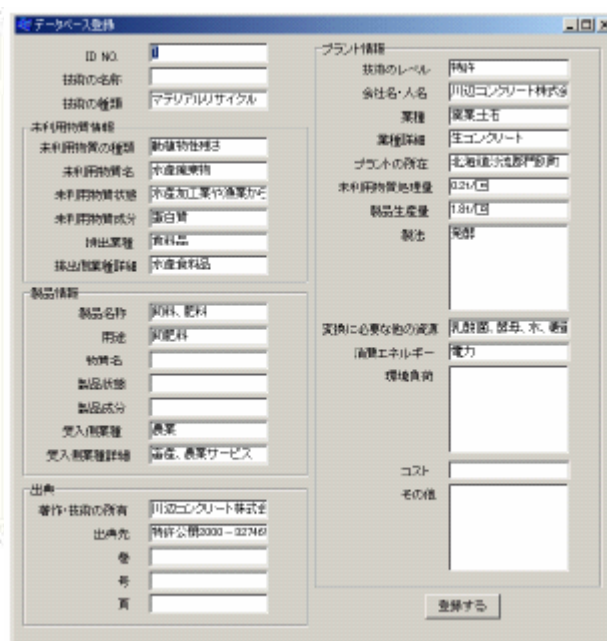 データベース登録
ID NO.
技術の名称
技術の種類 マテリアルリサイクル
未利用物質情報
未利用物質の種類 動植物性残さ
未利用物質名 水産廃棄物
未利用物質状態 水産加工業や漁業から
未利用物質成分 蛋白質
排出業種 食料品
排出側業種詳細 水産食料品
製品情報
製品名称 飼料、肥料
用途 飼肥料
物質名
製品状態
製品成分
受入側業種 農業
受入側業種詳細 畜産、農業サービス
出典
著作・技術の所有 川辺コンクリート株式会
出典先 特許公開2000-02746
巻
号
頁
プラント情報
技術のレベル 特許
会社名・人名 川辺コンクリート株式会
業種 窯業土石
業種詳細 生コンクリート
プラントの所在 北海道沙流郡門別町
未利用物質処理量 0.2t/日
製品生産量 1.8t/日
製法 発酵
変換に必要な他の資源 乳酸菌、酵母、水、
消費エネルギー 電力
環境負荷
コスト
その他
登録する